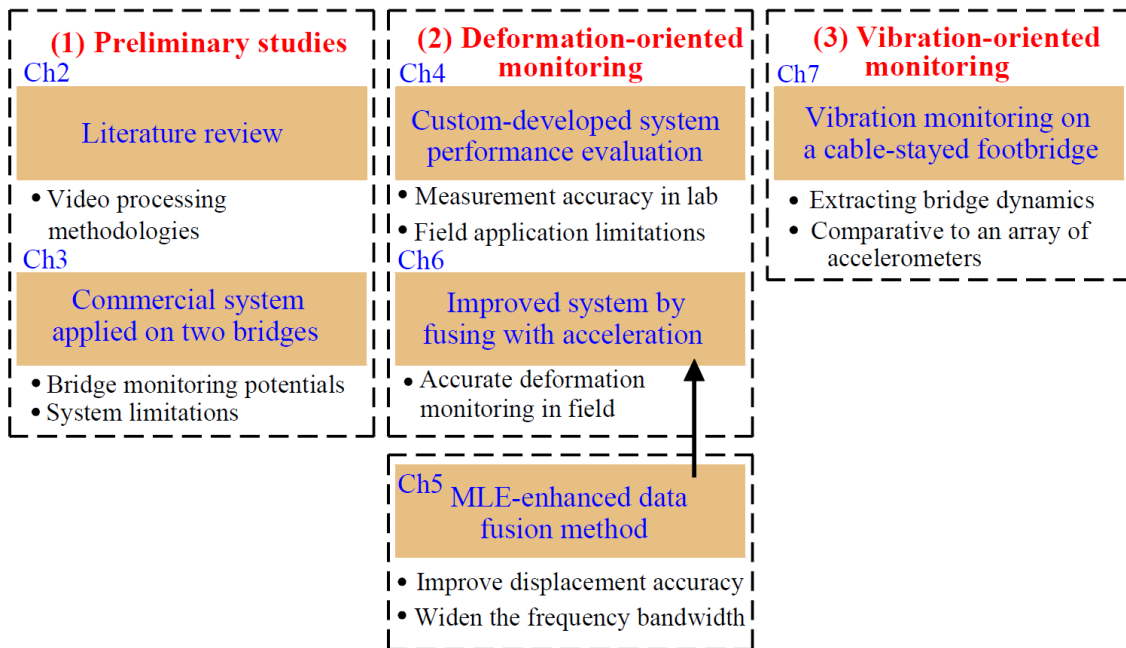 (1) Preliminary studies
Ch2
Literature review
• Video processing
methodologies
Ch3
Commercial system
applied on two bridges
• Bridge monitoring potentials
• System limitations
(2) Deformation-oriented
monitoring
Ch4
Custom-developed system
performance evaluation
• Measurement accuracy in lab
• Field application limitations
Ch6
Improved system by
fusing with acceleration
• Accurate deformation
monitoring in field
Ch5
MLE-enhanced data
fusion method
• Improve displacement accuracy
• Widen the frequency bandwidth
(3) Vibration-oriented
monitoring
Ch7
Vibration monitoring on
a cable-stayed footbridge
• Extracting bridge dynamics
• Comparative to an array of
accelerometers